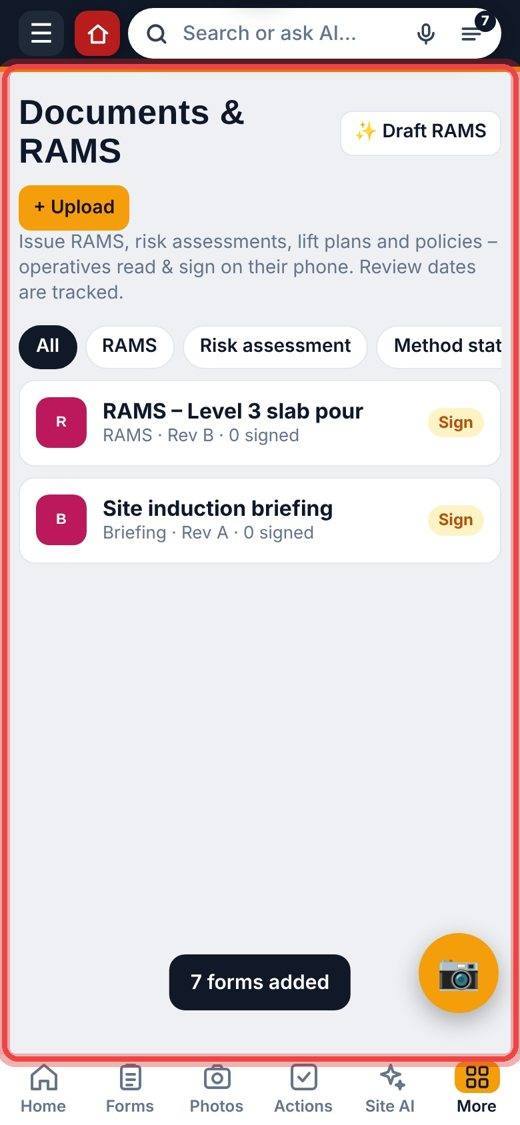 Search or ask AI...
7
Documents &
RAMS
✨ Draft RAMS
+ Upload
Issue RAMS, risk assessments, lift plans and policies –
operatives read & sign on their phone. Review dates
are tracked.
All
RAMS
Risk assessment
Method stat
R
RAMS – Level 3 slab pour
RAMS · Rev B · 0 signed
Sign
B
Site induction briefing
Briefing · Rev A · 0 signed
Sign
7 forms added
Home
Forms
Photos
Actions
Site AI
More